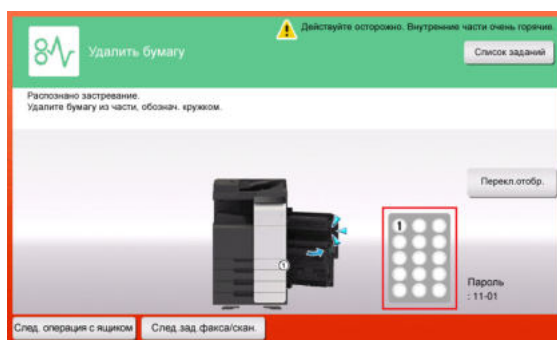 Действуйте осторожно. Внутренние части очень горячие.
Удалить бумагу
Список заданий
Распознано застревание.
Удалите бумагу из части, обознач. кружком.
Перекл.отобр.
1
1
Пароль
: 11-01
След. операция с ящиком
След.зад.факса/скан.